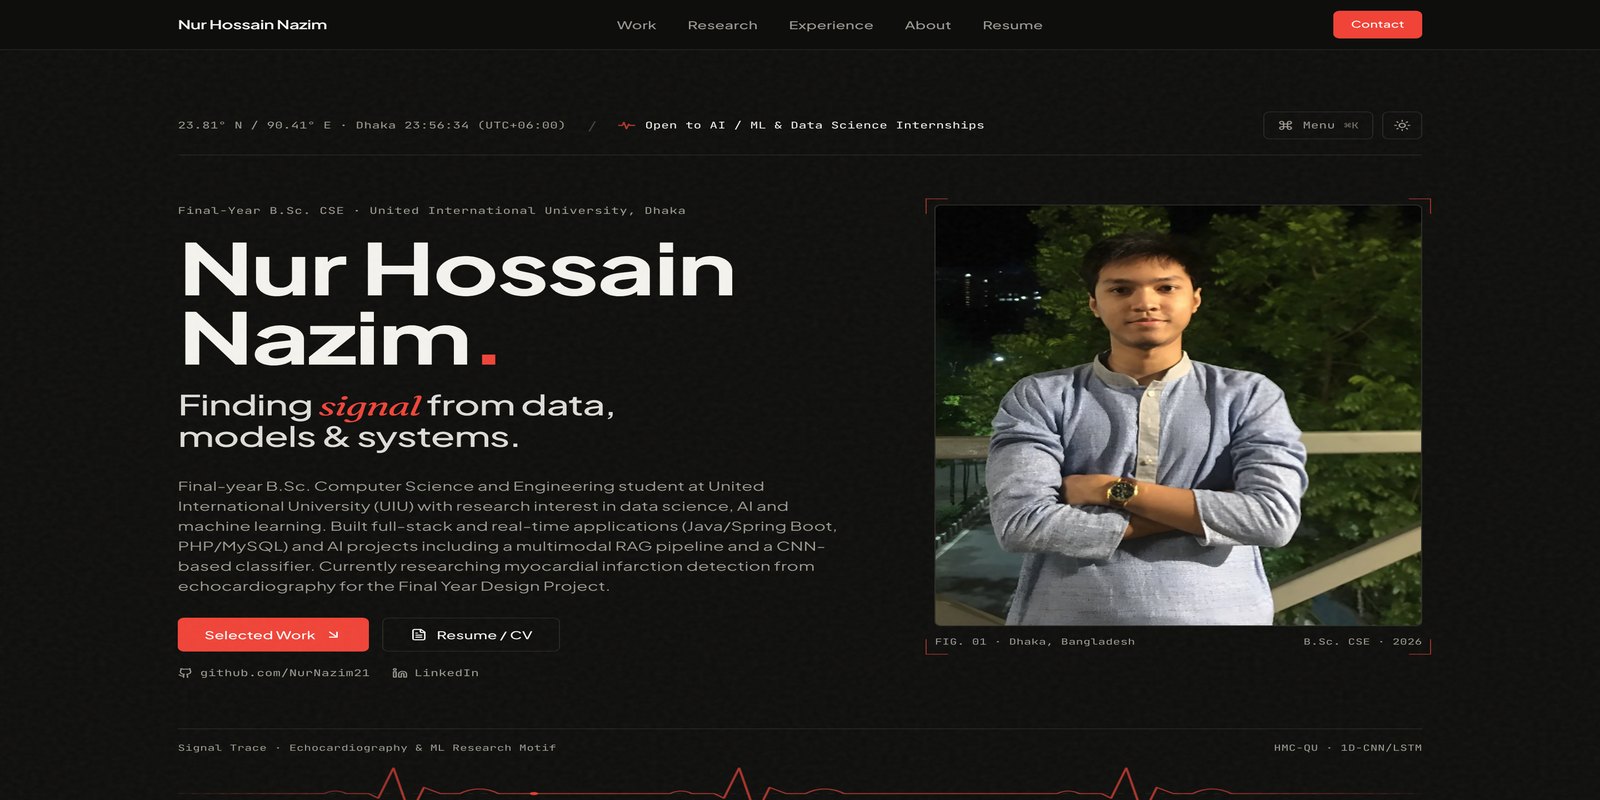 Nur Hossain Nazim
Work
Research
Experience
About
Resume
Contact
23.81° N / 90.41° E · Dhaka 23:56:34 (UTC+06:00)
/
Open to AI / ML & Data Science Internships
Menu ⌘K
Final-Year B.Sc. CSE · United International University, Dhaka
Nur Hossain
Nazim.
Finding signal from data,
models & systems.
Final-year B.Sc. Computer Science and Engineering student at United
International University (UIU) with research interest in data science, AI and
machine learning. Built full-stack and real-time applications (Java/Spring Boot,
PHP/MySQL) and AI projects including a multimodal RAG pipeline and a CNN-
based classifier. Currently researching myocardial infarction detection from
echocardiography for the Final Year Design Project.
Selected Work
Resume / CV
github.com/NurNazim21
LinkedIn
FIG. 01 · Dhaka, Bangladesh
B.Sc. CSE · 2026
Signal Trace · Echocardiography & ML Research Motif
HMC-QU · 1D-CNN/LSTM